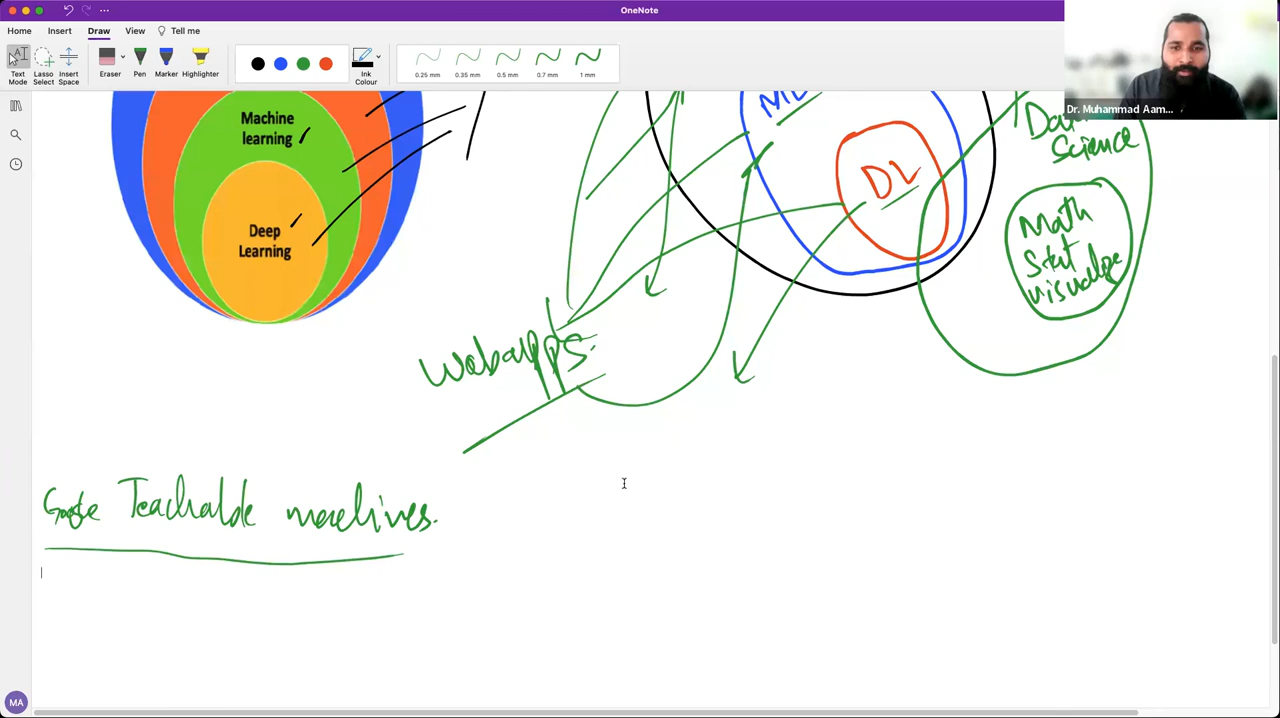 OneNote
Home Insert Draw View Tell me
Text Mode
Lasso Select
Insert Space
Eraser
Pen
Marker
Highlighter
Ink Colour
0.25 mm
0.35 mm
0.5 mm
0.7 mm
1 mm
Dr. Muhammad Aam...
Machine learning
Deep Learning
ML
DL
Science
Math
Stat
visualize
Webapps.
Google Teachable machines.
MA